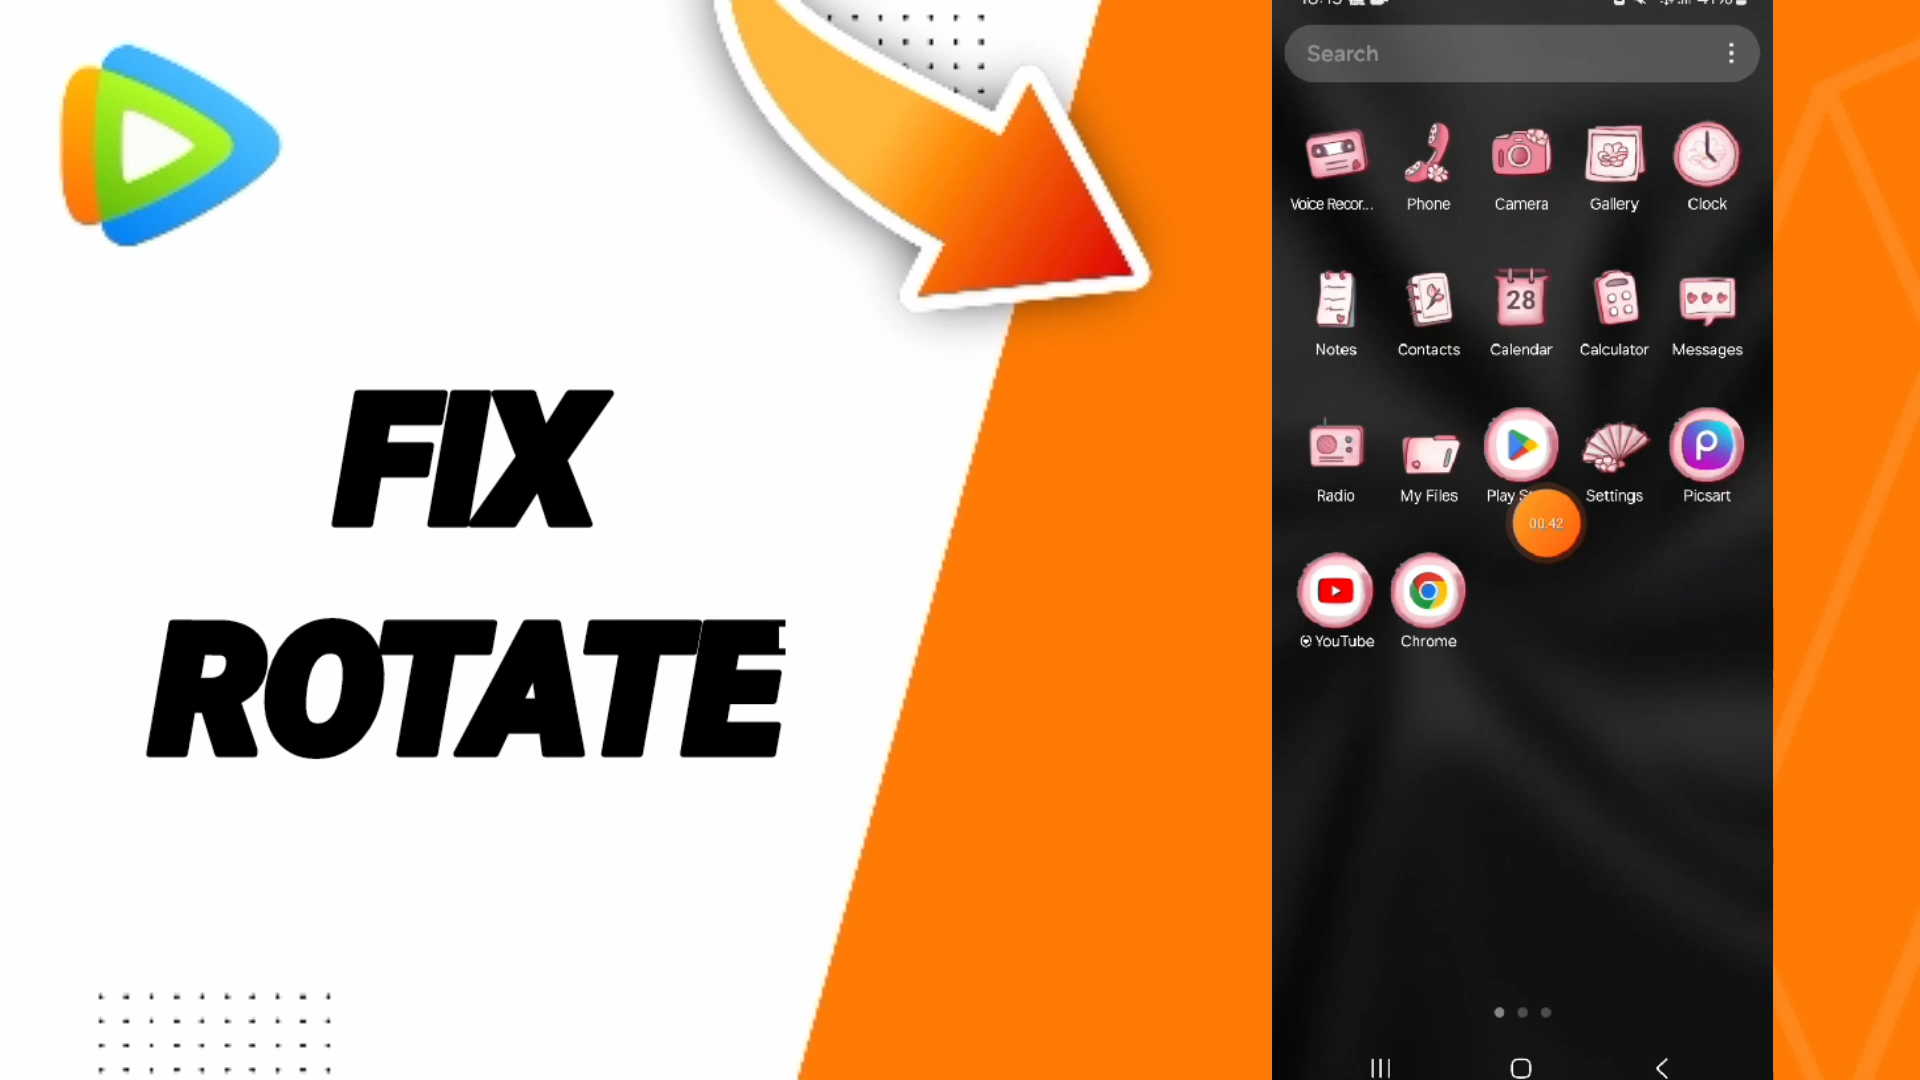 FIX
ROTATE
Search
Voice Recor... Phone Camera Gallery Clock
28
Notes Contacts Calendar Calculator Messages
Radio My Files Play Settings Picsart
00:42
YouTube Chrome